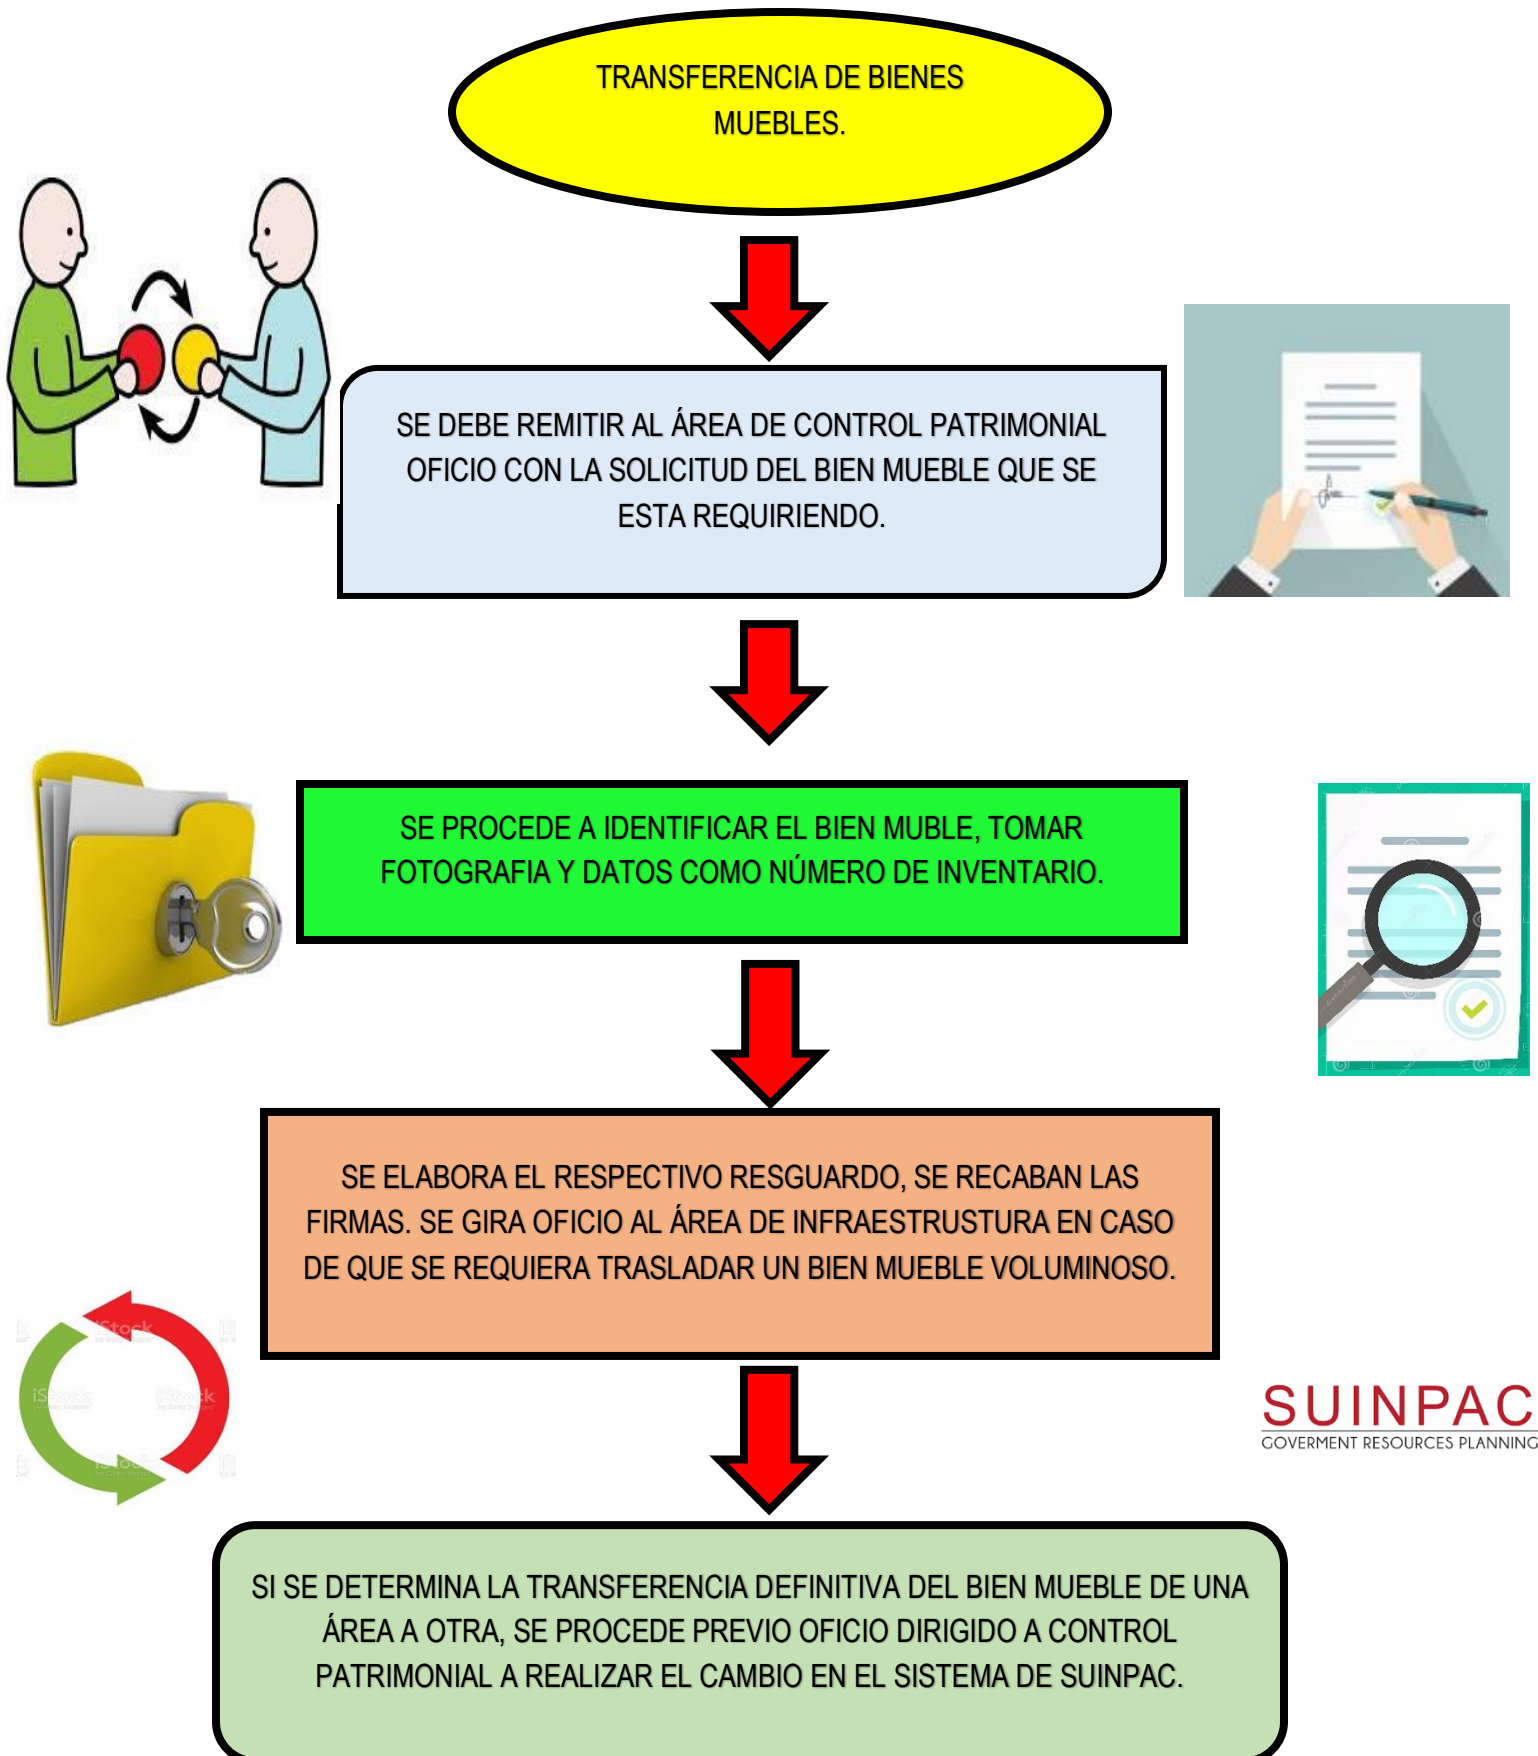 TRANSFERENCIA DE BIENES
MUEBLES.
SE DEBE REMITIR AL ÁREA DE CONTROL PATRIMONIAL
OFICIO CON LA SOLICITUD DEL BIEN MUEBLE QUE SE
ESTA REQUIRIENDO.
SE PROCEDE A IDENTIFICAR EL BIEN MUBLE, TOMAR
FOTOGRAFIA Y DATOS COMO NÚMERO DE INVENTARIO.
SE ELABORA EL RESPECTIVO RESGUARDO, SE RECABAN LAS
FIRMAS. SE GIRA OFICIO AL ÁREA DE INFRAESTRUSTURA EN CASO
DE QUE SE REQUIERA TRASLADAR UN BIEN MUEBLE VOLUMINOSO.
iStock
iStock
iStock
iStock
SUINPAC
GOVERMENT RESOURCES PLANNING
SI SE DETERMINA LA TRANSFERENCIA DEFINITIVA DEL BIEN MUEBLE DE UNA
ÁREA A OTRA, SE PROCEDE PREVIO OFICIO DIRIGIDO A CONTROL
PATRIMONIAL A REALIZAR EL CAMBIO EN EL SISTEMA DE SUINPAC.